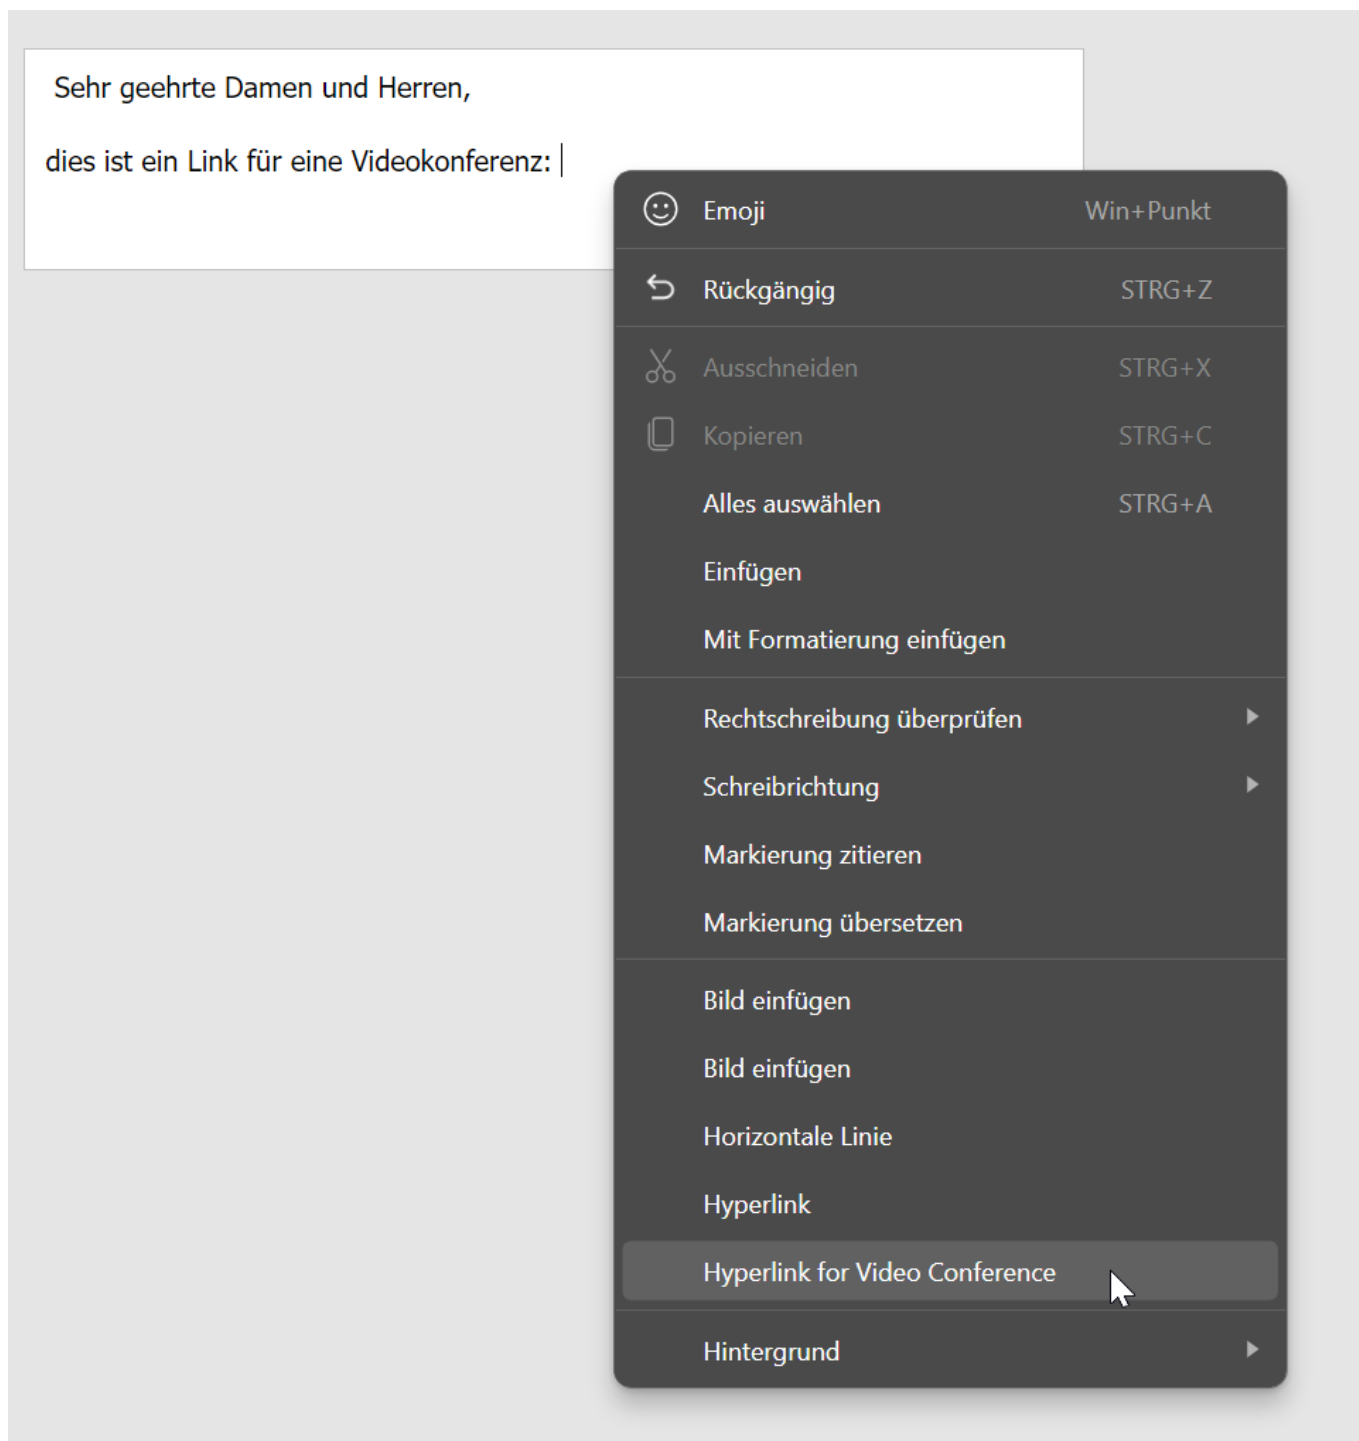 Sehr geehrte Damen und Herren,
dies ist ein Link für eine Videokonferenz:
Emoji Win+Punkt
Rückgängig STRG+Z
Ausschneiden STRG+X
Kopieren STRG+C
Alles auswählen STRG+A
Einfügen
Mit Formatierung einfügen
Rechtschreibung überprüfen
Schreibrichtung
Markierung zitieren
Markierung übersetzen
Bild einfügen
Bild einfügen
Horizontale Linie
Hyperlink
Hyperlink for Video Conference
Hintergrund